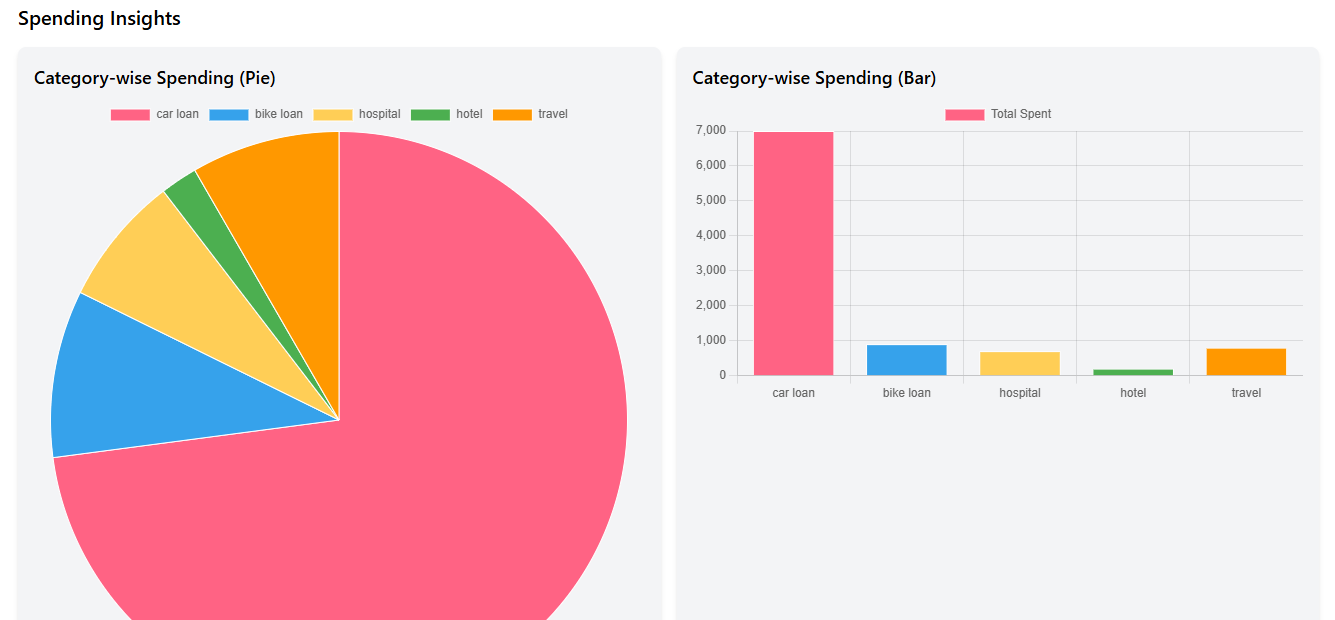 Spending Insights
Category-wise Spending (Pie)
car loan bike loan hospital hotel travel
Category-wise Spending (Bar)
Total Spent
7,000
6,000
5,000
4,000
3,000
2,000
1,000
0
car loan bike loan hospital hotel travel